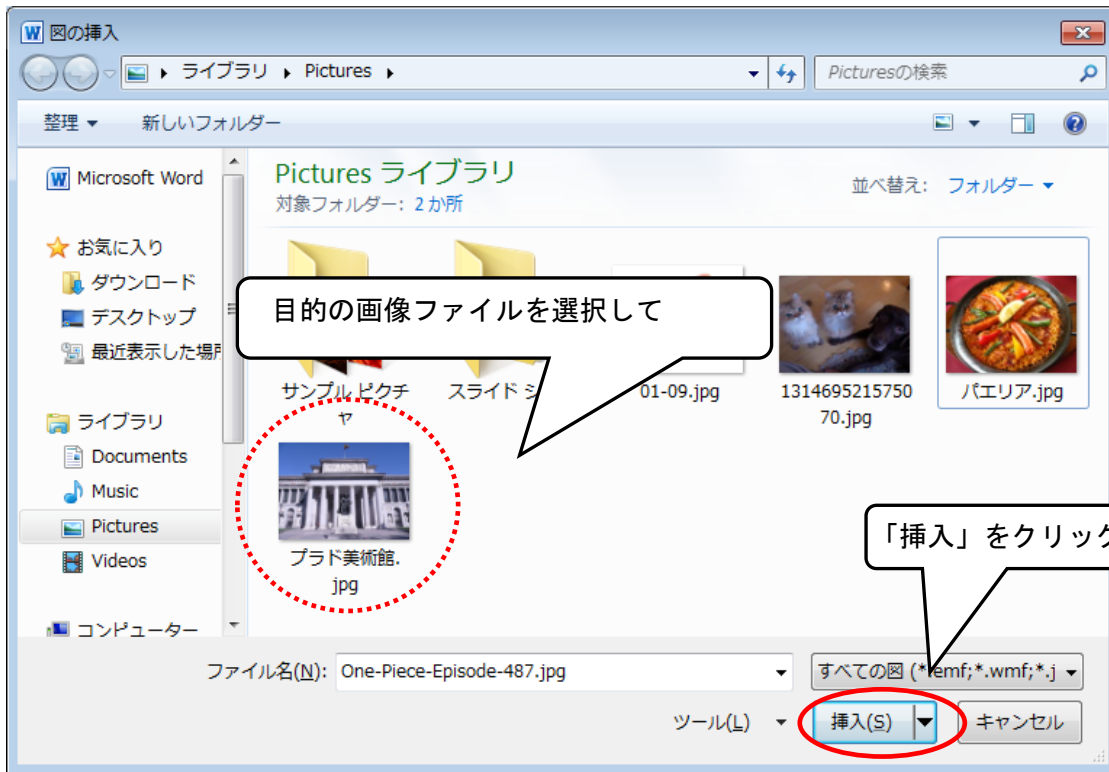 図の挿入
ライブラリ Pictures
Picturesの検索
整理 新しいフォルダー
Microsoft Word
お気に入り
ダウンロード
デスクトップ
最近表示した場所
ライブラリ
Documents
Music
Pictures
Videos
コンピューター
Pictures ライブラリ
対象フォルダー: 2 か所
並べ替え: フォルダー
目的の画像ファイルを選択して
サンプル ピクチ
ャ
スライド シ
01-09.jpg
1314695215750
70.jpg
パエリア.jpg
プラド美術館.
jpg
「挿入」をクリック
ファイル名(N): One-Piece-Episode-487.jpg
すべての図 (*.emf;*.wmf;*.j
ツール(L) 挿入(S) キャンセル